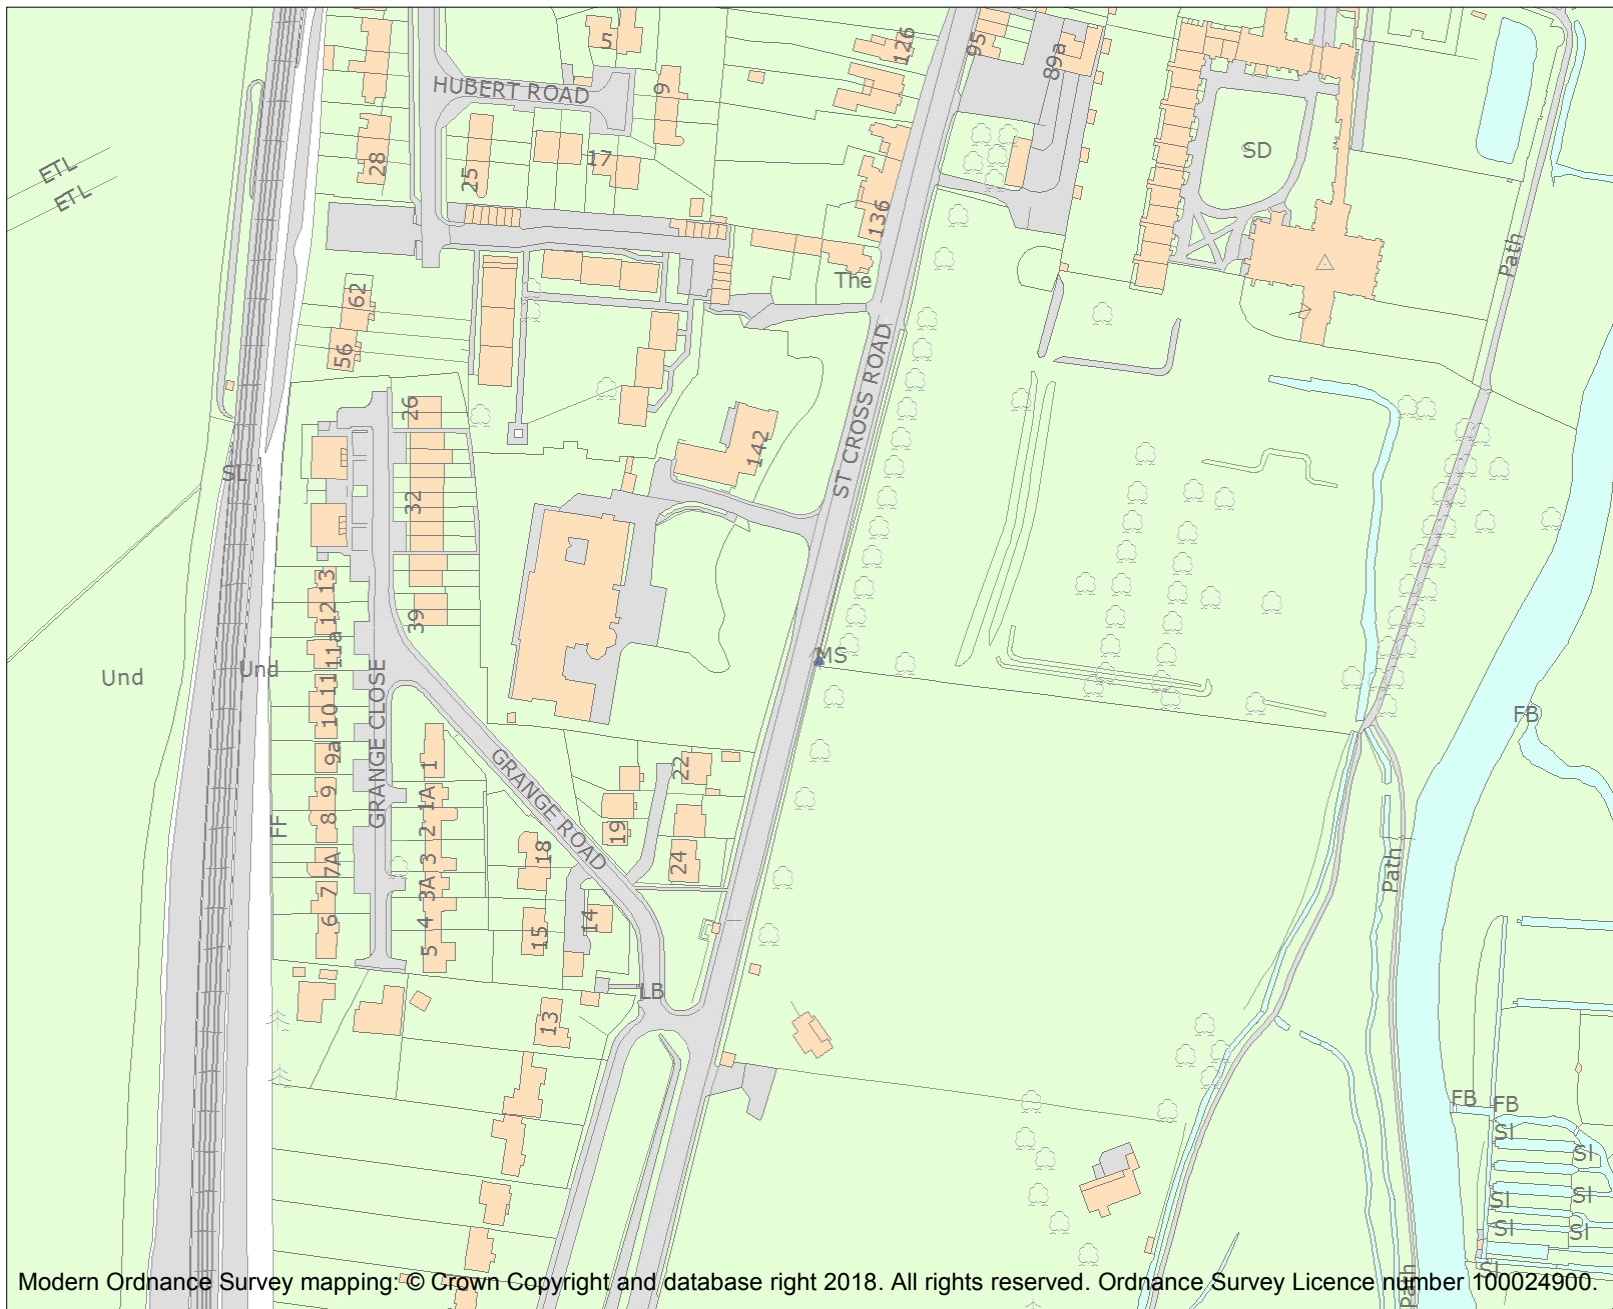 5
126
95
89a
HUBERT ROAD
9
28
25
17
SD
ETL
ETL
136
Path
The
62
56
ST CROSS ROAD
26
142
SL
32
13
12
39
11a
MS
Und
Und
11
10
GRANGE CLOSE
FB
9a
1
GRANGE ROAD
22
9
1A
8
FF
2
19
7A
3
18
24
Path
7
3A
6
4
14
15
5
LB
13
FB
FB
Sl
Sl
Sl
Sl
Sl
Sl
Sl
Path
Modern Ordnance Survey mapping: © Crown Copyright and database right 2018. All rights reserved. Ordnance Survey Licence number 100024900.